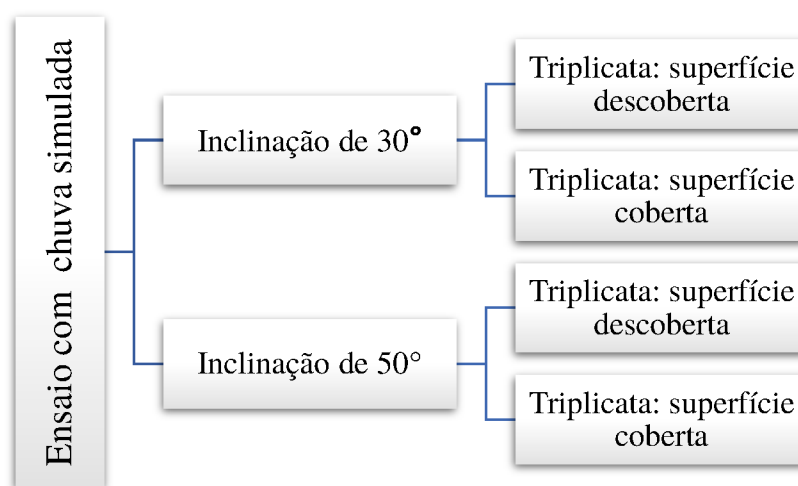 Ensaio com chuva simulada
Inclinação de 30°
Triplicata: superfície
descoberta
Triplicata: superfície
coberta
Inclinação de 50°
Triplicata: superfície
descoberta
Triplicata: superfície
coberta